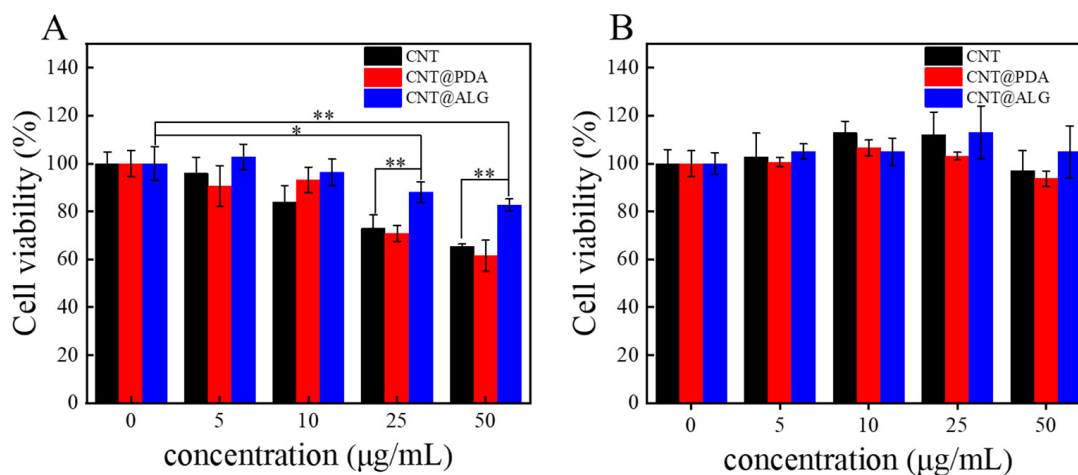 A
CNT
CNT@PDA
CNT@ALG
**
*
**
**
140
120
100
80
60
40
20
0
Cell viability (%)
0 5 10 25 50
concentration (μg/mL)
B
CNT
CNT@PDA
CNT@ALG
140
120
100
80
60
40
20
0
Cell viability (%)
0 5 10 25 50
concentration (μg/mL)